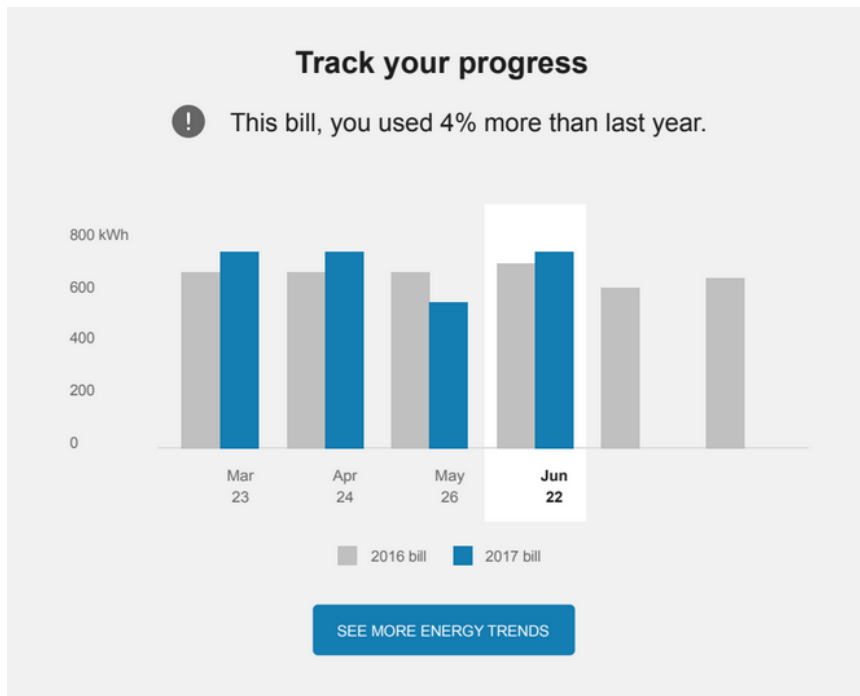 Track your progress
! This bill, you used 4% more than last year.
800 kWh
600
400
200
0
Mar
23
Apr
24
May
26
Jun
22
2016 bill
2017 bill
SEE MORE ENERGY TRENDS